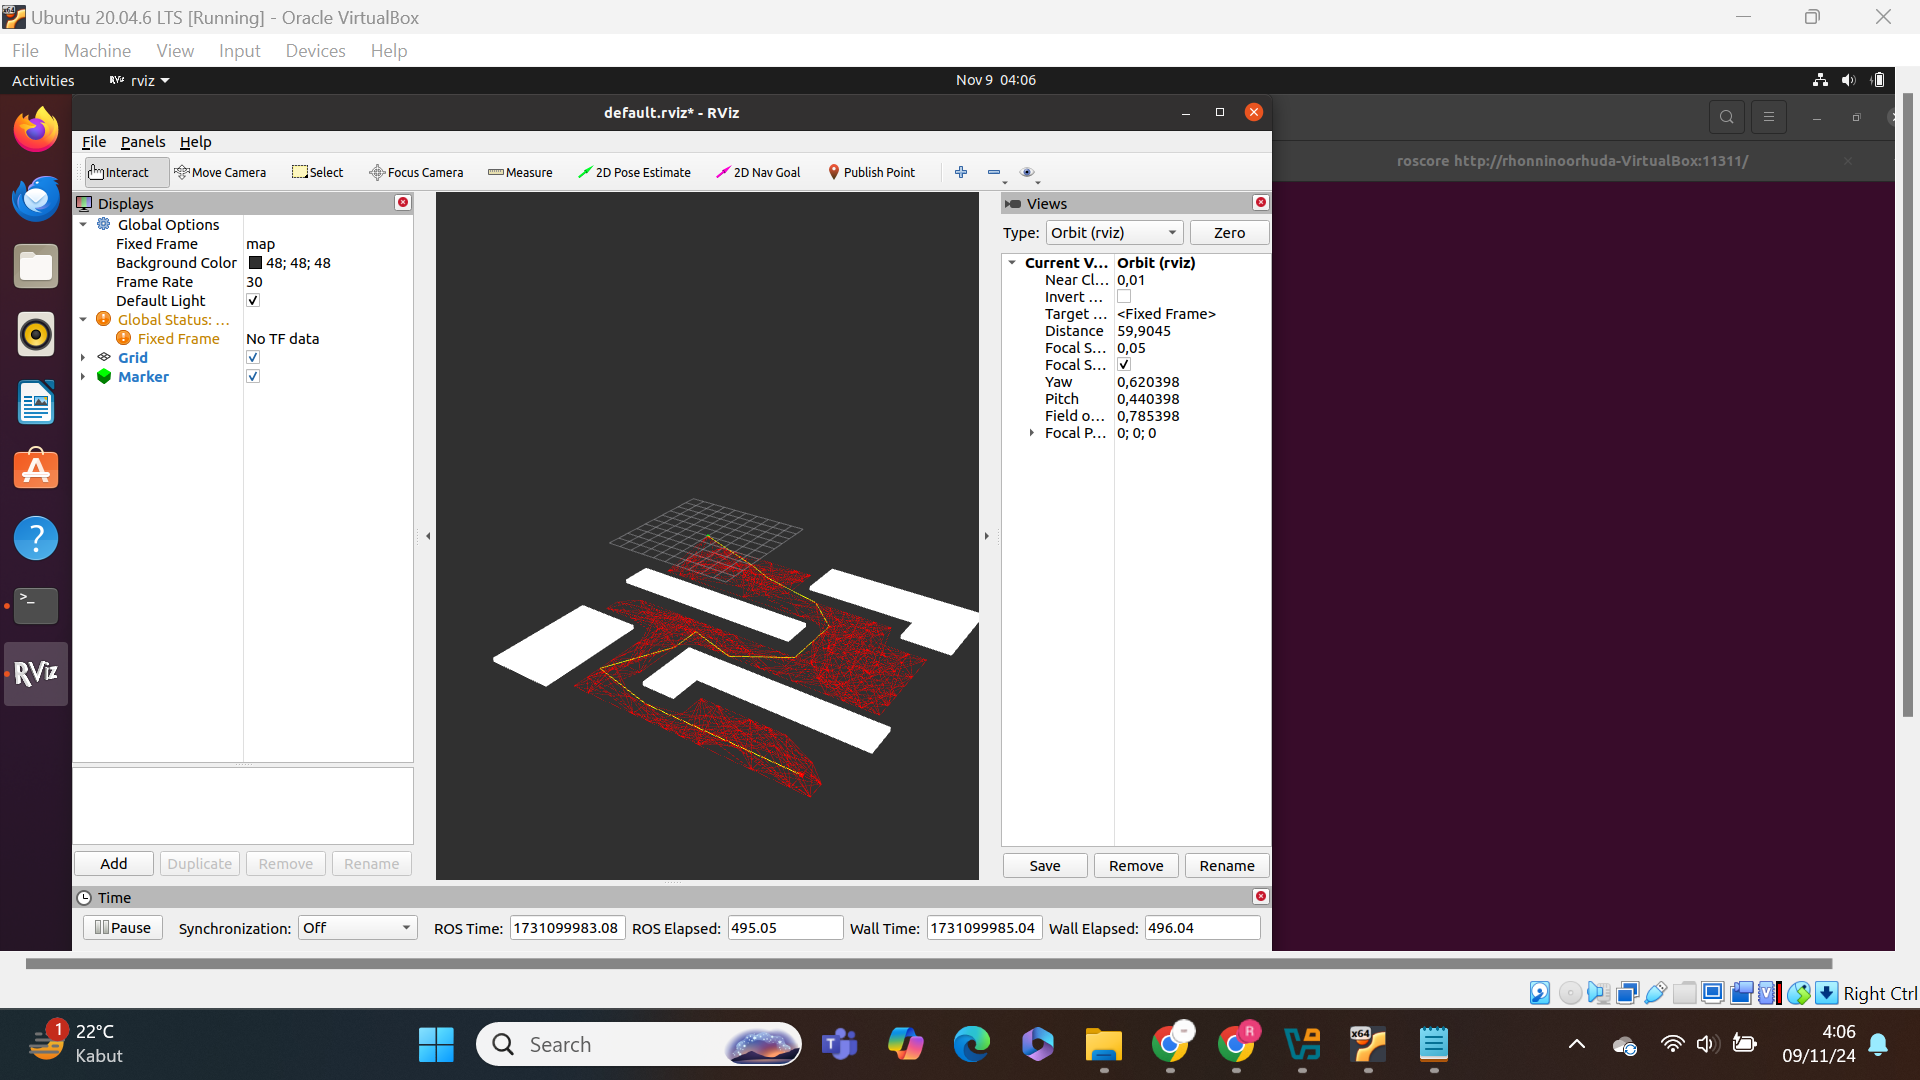 Ubuntu 20.04.6 LTS [Running] - Oracle VirtualBox
File Machine View Input Devices Help
Activities
RViz rviz
Nov 9 04:06
default.rviz* - RViz
File Panels Help
roscore http://rhonninoorhuda-VirtualBox:11311/
Interact Move Camera Select Focus Camera Measure 2D Pose Estimate 2D Nav Goal Publish Point
Displays
Global Options
Fixed Frame map
Background Color 48; 48; 48
Frame Rate 30
Default Light
Global Status: ...
Fixed Frame No TF data
Grid
Marker
Add Duplicate Remove Rename
Views
Type: Orbit (rviz) Zero
Current V... Orbit (rviz)
Near Cl... 0,01
Invert ...
Target ... <Fixed Frame>
Distance 59,9045
Focal S... 0,05
Focal S...
Yaw 0,620398
Pitch 0,440398
Field o... 0,785398
Focal P... 0; 0; 0
Save Remove Rename
RViz
Time
Pause Synchronization: Off ROS Time: 1731099983.08 ROS Elapsed: 495.05 Wall Time: 1731099985.04 Wall Elapsed: 496.04
Right Ctrl
1
22°C
Kabut
Search
R
x64
4:06
09/11/24